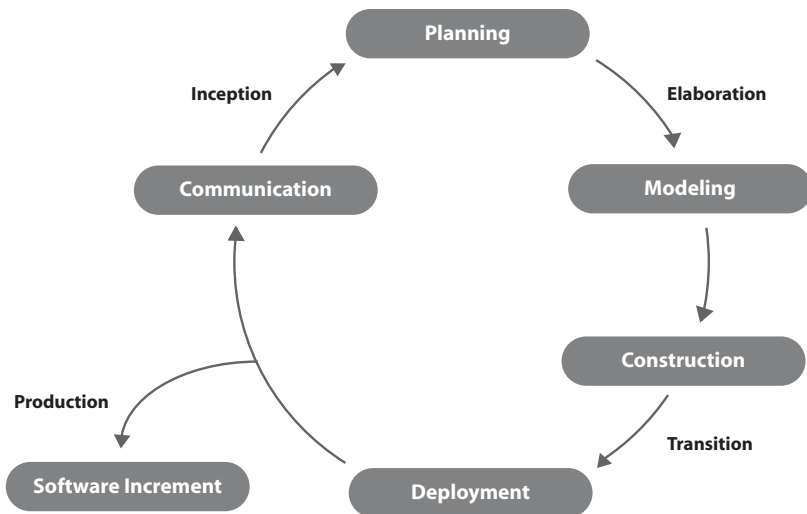 Planning
Inception
Elaboration
Communication
Modeling
Construction
Production
Transition
Software Increment
Deployment